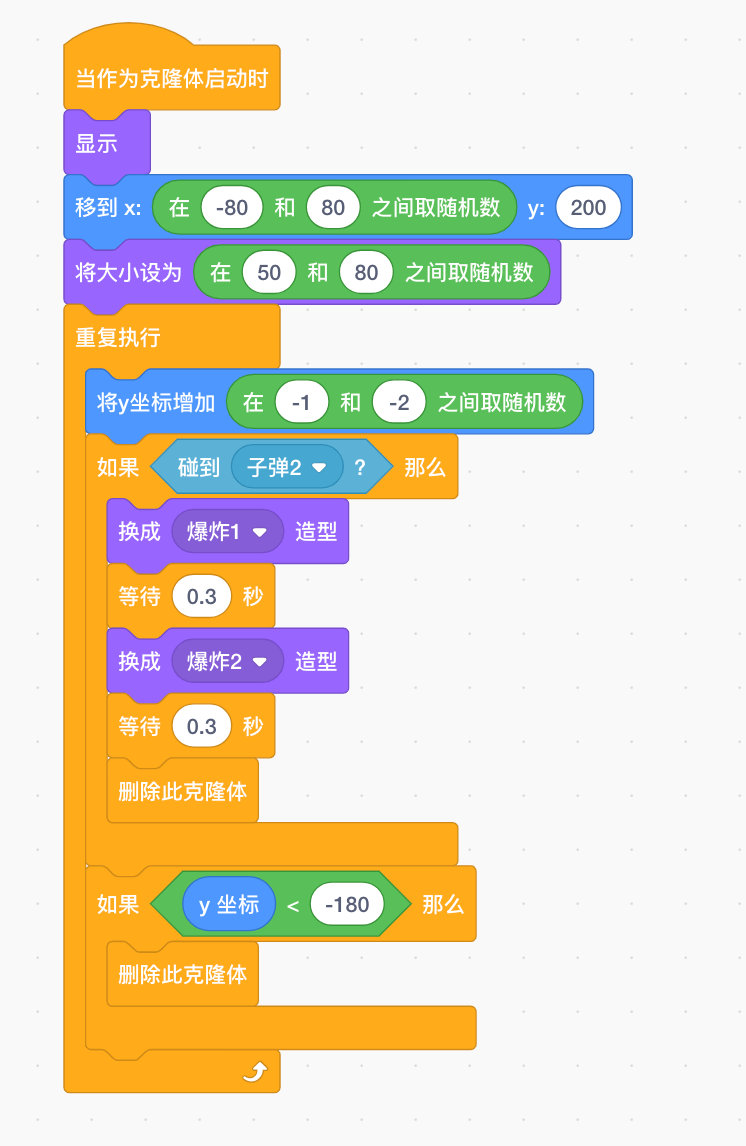 当作为克隆体启动时
显示
移到 x: 在 -80 和 80 之间取随机数 y: 200
将大小设为 在 50 和 80 之间取随机数
重复执行
将y坐标增加 在 -1 和 -2 之间取随机数
如果 碰到 子弹2 ? 那么
换成 爆炸1 造型
等待 0.3 秒
换成 爆炸2 造型
等待 0.3 秒
删除此克隆体
如果 y 坐标 < -180 那么
删除此克隆体